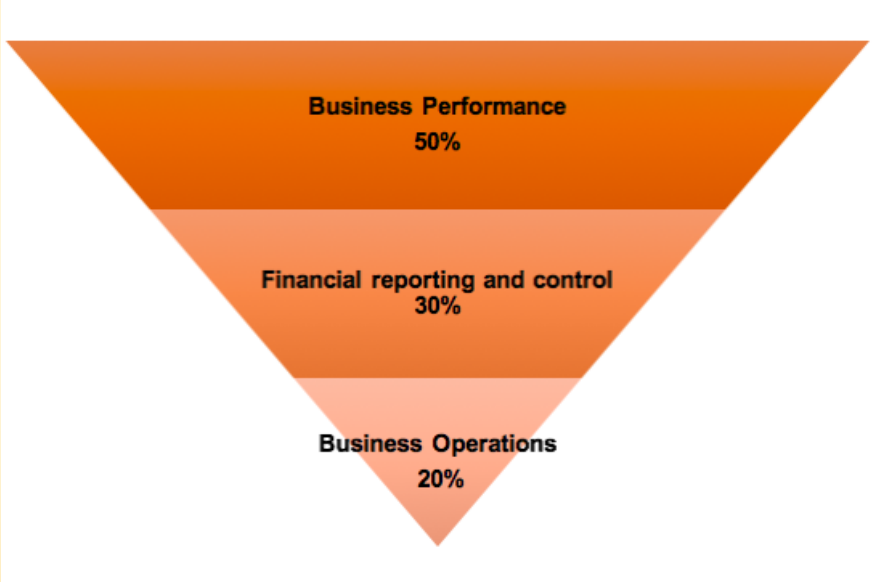 Business Performance
50%
Financial reporting and control
30%
Business Operations
20%